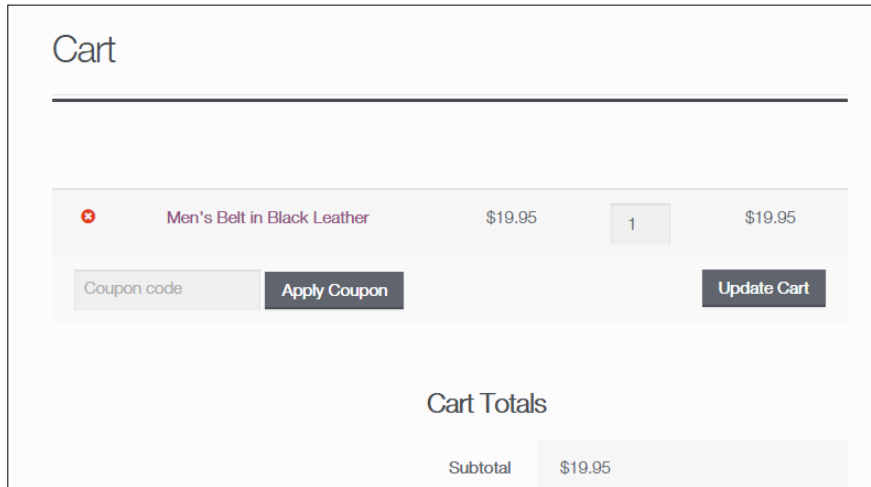 Cart
Men's Belt in Black Leather $19.95 1 $19.95
Coupon code Apply Coupon Update Cart
Cart Totals
Subtotal $19.95